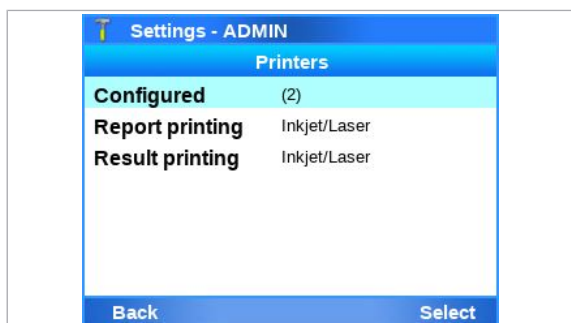 Settings - ADMIN
Printers
Configured (2)
Report printing Inkjet/Laser
Result printing Inkjet/Laser
Back Select